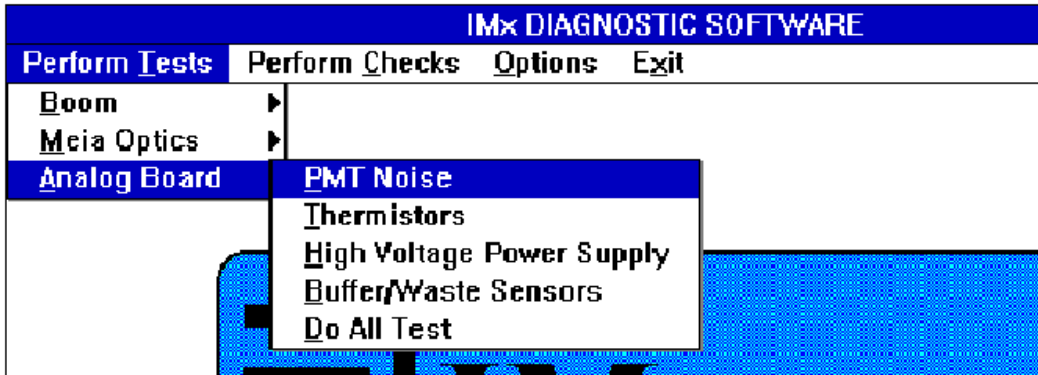 IMx DIAGNOSTIC SOFTWARE
Perform Tests Perform Checks Options Exit
Boom
Meia Optics
Analog Board
PMT Noise
Thermistors
High Voltage Power Supply
Buffer/Waste Sensors
Do All Test